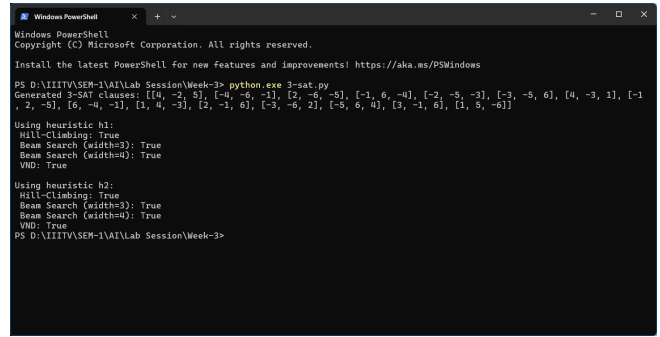 Windows PowerShell
Windows PowerShell
Copyright (C) Microsoft Corporation. All rights reserved.
Install the latest PowerShell for new features and improvements! https://aka.ms/PSWindows
PS D:\IIITV\SEM-1\AI\Lab Session\Week-3> python.exe 3-sat.py
Generated 3-SAT clauses: [[4, -2, 5], [-4, -6, -1], [2, -6, -5], [-1, 6, -4], [-2, -5, -3], [-3, -5, 6], [4, -3, 1], [-1
, 2, -5], [6, -4, -1], [1, 4, -3], [2, -1, 6], [-3, -6, 2], [-5, 6, 4], [3, -1, 6], [1, 5, -6]]
Using heuristic h1:
Hill-Climbing: True
Beam Search (width=3): True
Beam Search (width=4): True
VND: True
Using heuristic h2:
Hill-Climbing: True
Beam Search (width=3): True
Beam Search (width=4): True
VND: True
PS D:\IIITV\SEM-1\AI\Lab Session\Week-3>